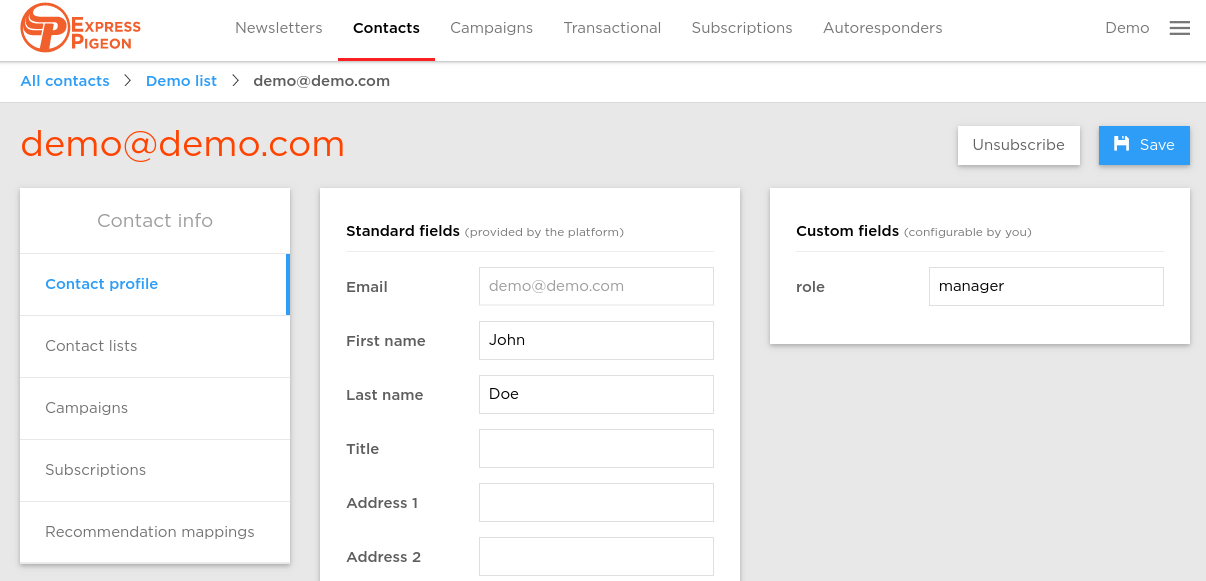 EXPRESS PIGEON
Newsletters Contacts Campaigns Transactional Subscriptions Autoresponders Demo
All contacts Demo list demo@demo.com
demo@demo.com
Unsubscribe Save
Contact info
Contact profile
Contact lists
Campaigns
Subscriptions
Recommendation mappings
Standard fields (provided by the platform)
Email demo@demo.com
First name John
Last name Doe
Title
Address 1
Address 2
Custom fields (configurable by you)
role manager